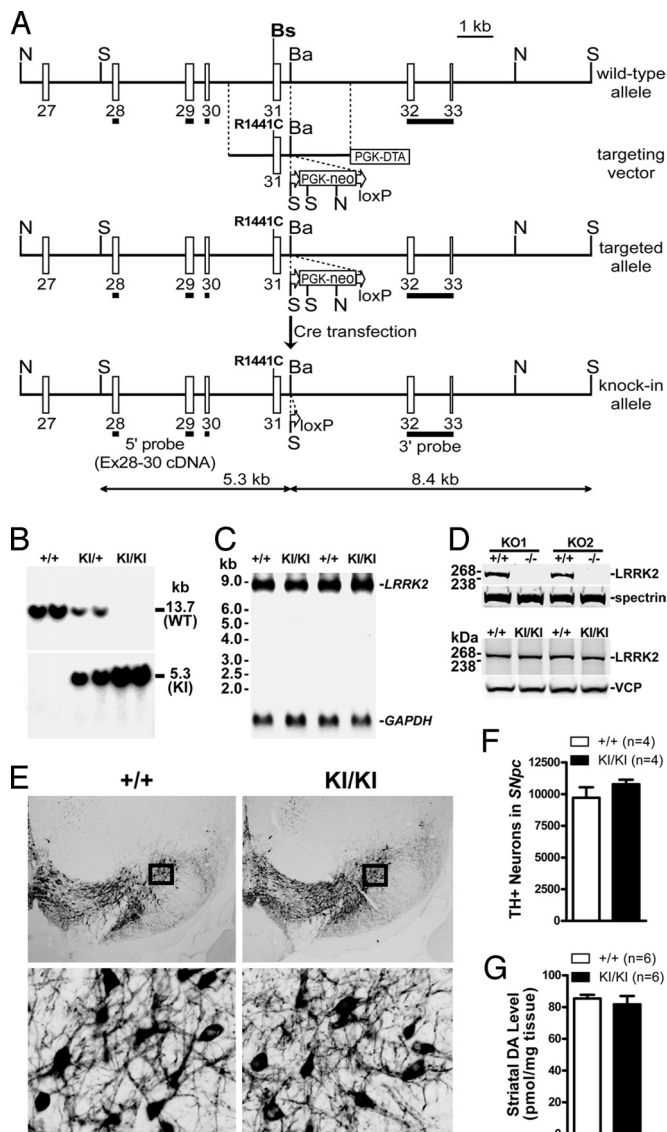 A
Bs
1 kb
N S Ba N S
wild-type allele
27 28 29 30 31 32 33
R1441C Ba
targeting vector
PGK-DTA
31 PGK-neo
S S N loxP
R1441C
N S Ba N S
targeted allele
27 28 29 30 31 PGK-neo 32 33
S S N loxP
Cre transfection
R1441C
N S Ba N S
knock-in allele
27 28 29 30 31 loxP 32 33
S
5' probe
(Ex28-30 cDNA)
3' probe
5.3 kb 8.4 kb
B
+/+ KI/+ KI/KI
kb
13.7
(WT)
5.3
(KI)
C
kb +/+ KI/KI +/+ KI/KI
9.0 -LRRK2
6.0
5.0
4.0
3.0
2.5
2.0
-GAPDH
D
KO1 KO2
+/+ -/- +/+ -/-
268-
238-
-LRRK2
-spectrin
kDa +/+ KI/KI +/+ KI/KI
268-
238-
-LRRK2
-VCP
E
+/+ KI/KI
F
+/+ (n=4)
KI/KI (n=4)
TH+ Neurons in SNpc
12500
10000
7500
5000
2500
0
G
+/+ (n=6)
KI/KI (n=6)
Striatal DA Level
(pmol/mg tissue)
100
80
60
40
20
0